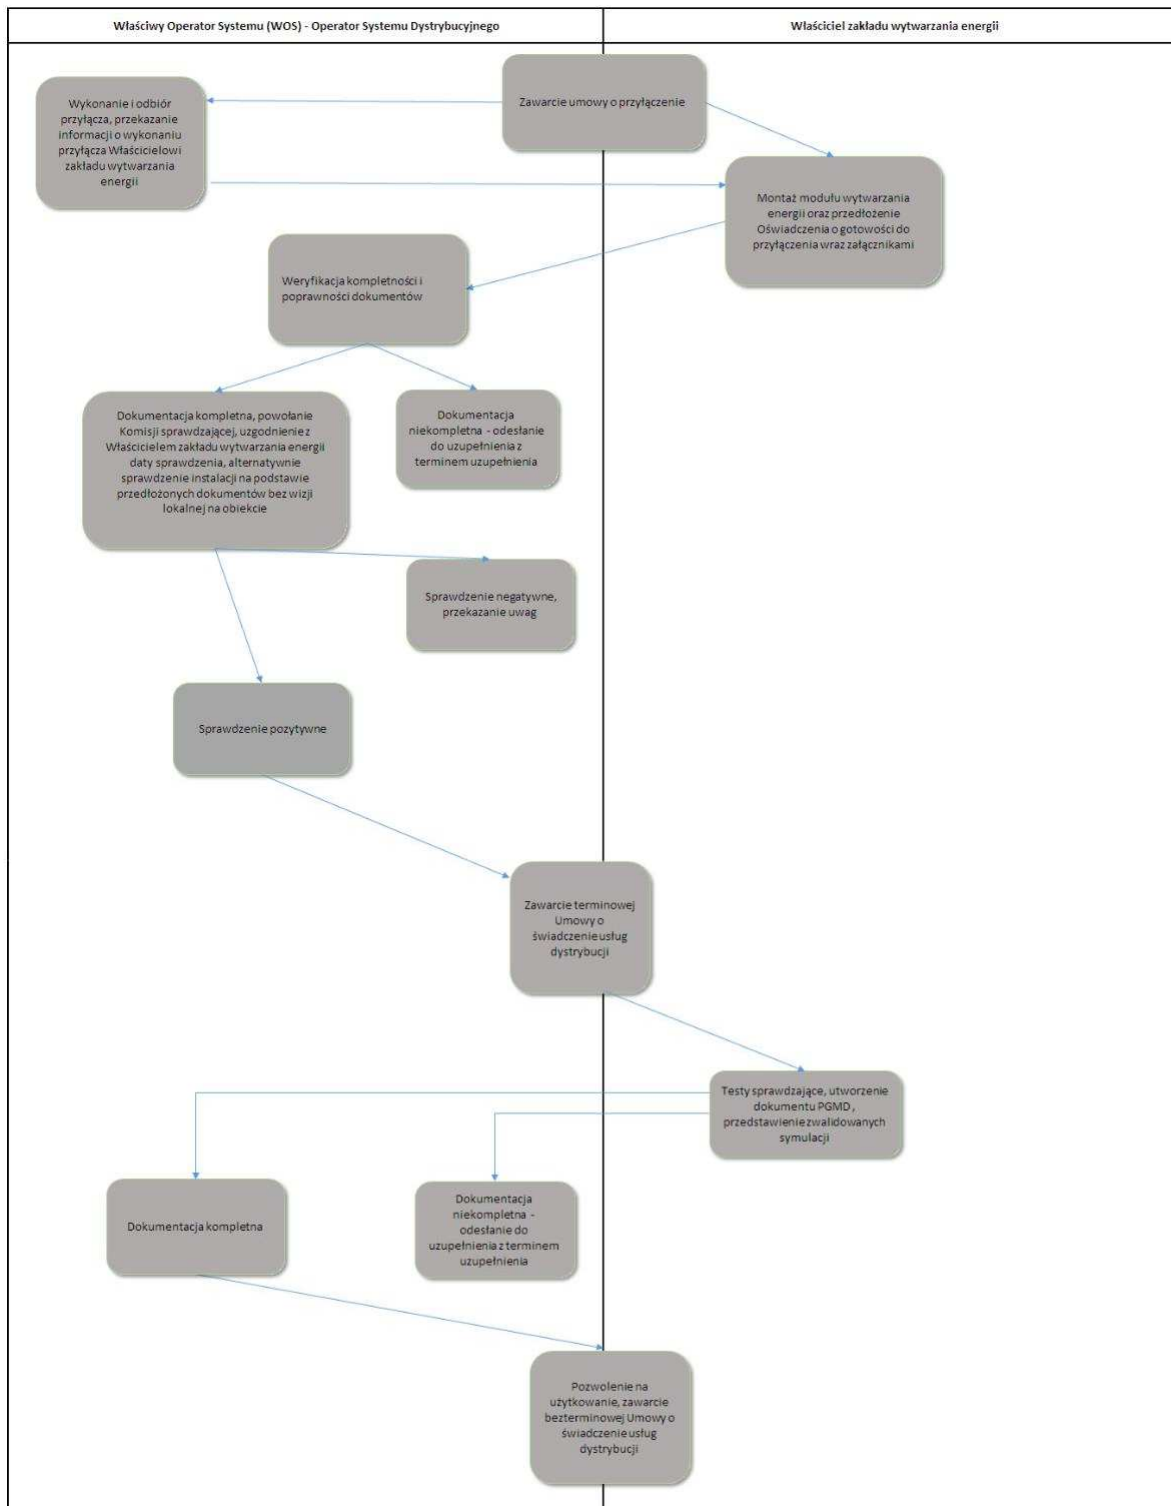 Właściwy Operator Systemu (WOS) - Operator Systemu Dystrybucyjnego
Właściciel zakładu wytwarzania energii
Zawarcie umowy o przyłączenie
Wykonanie i odbiór
przyłącza, przekazanie
informacji o wykonaniu
przyłącza Właścicielowi
zakładu wytwarzania
energii
Montaż modułu wytwarzania
energii oraz przedłożenie
Oświadczenia o gotowości do
przyłączenia wraz załącznikami
Weryfikacja kompletności i
poprawności dokumentów
Dokumentacja kompletna, powołanie
Komisji sprawdzającej, uzgodnienie z
Właścicielem zakładu wytwarzania energii
daty sprawdzenia, alternatywnie
sprawdzenie instalacji na podstawie
przedłożonych dokumentów bez wizji
lokalnej na obiekcie
Dokumentacja
niekompletna - odesłanie
do uzupełnienia z
terminem uzupełnienia
Sprawdzenie negatywne,
przekazanie uwag
Sprawdzenie pozytywne
Zawarcie terminowej
Umowy o
świadczenie usług
dystrybucji
Testy sprawdzające, utworzenie
dokumentu PGMD ,
przedstawienie zwalidowanych
symulacji
Dokumentacja kompletna
Dokumentacja
niekompletna -
odesłanie do
uzupełnienia z terminem
uzupełnienia
Pozwolenie na
użytkowanie, zawarcie
bezterminowej Umowy o
świadczenie usług
dystrybucji